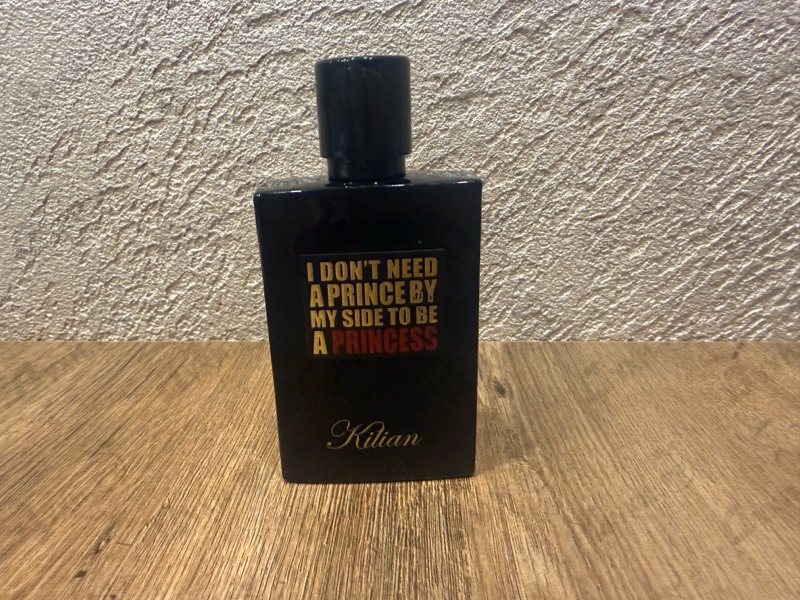 I DON'T NEED
A PRINCE BY
MY SIDE TO BE
A PRINCESS
Kilian